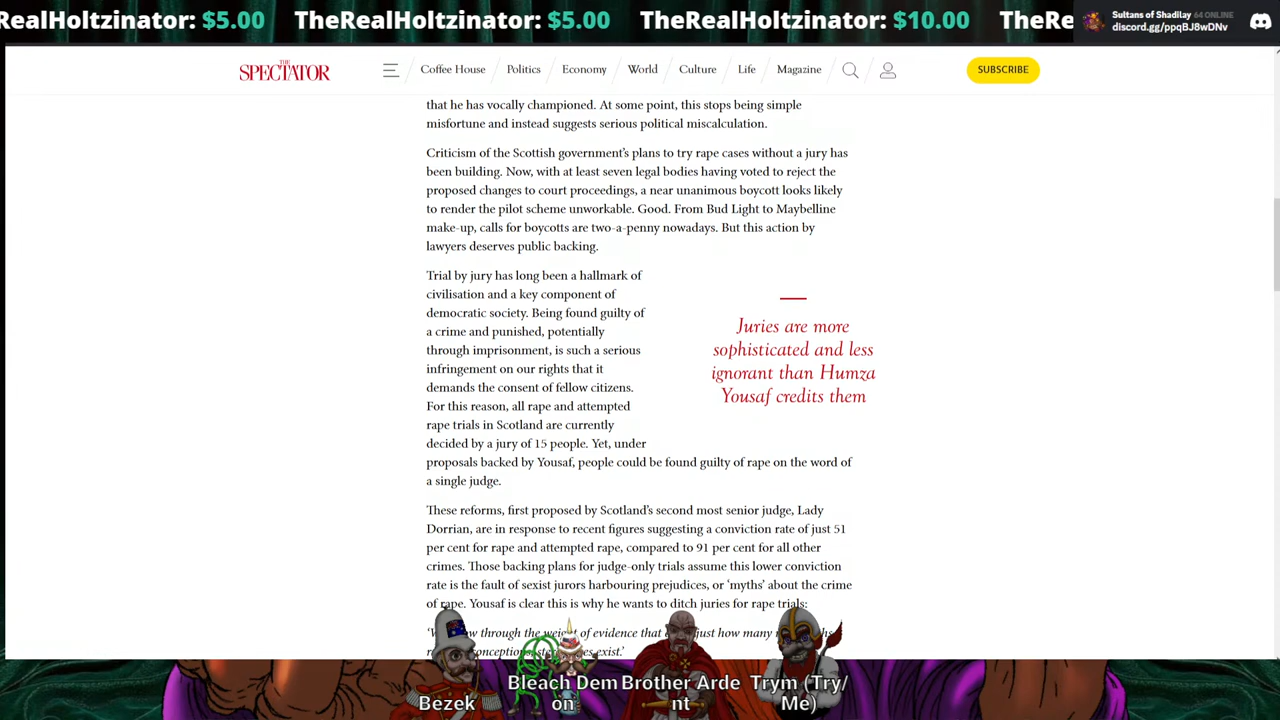 RealHoltzinator: $5.00 TheRealHoltzinator: $5.00 TheRealHoltzinator: $10.00 TheRe
Sultans of Shadilay 64 ONLINE
discord.gg/ppqBJ8wDNv
THE SPECTATOR
Coffee House Politics Economy World Culture Life Magazine SUBSCRIBE
that he has vocally championed. At some point, this stops being simple
misfortune and instead suggests serious political miscalculation.
Criticism of the Scottish government's plans to try rape cases without a jury has
been building. Now, with at least seven legal bodies having voted to reject the
proposed changes to court proceedings, a near unanimous boycott looks likely
to render the pilot scheme unworkable. Good. From Bud Light to Maybelline
make-up, calls for boycotts are two-a-penny nowadays. But this action by
lawyers deserves public backing.
Trial by jury has long been a hallmark of
civilisation and a key component of
democratic society. Being found guilty of
a crime and punished, potentially
through imprisonment, is such a serious
infringement on our rights that it
demands the consent of fellow citizens.
For this reason, all rape and attempted
rape trials in Scotland are currently
decided by a jury of 15 people. Yet, under
proposals backed by Yousaf, people could be found guilty of rape on the word of
a single judge.
Juries are more
sophisticated and less
ignorant than Humza
Yousaf credits them
These reforms, first proposed by Scotland's second most senior judge, Lady
Dorrian, are in response to recent figures suggesting a conviction rate of just 51
per cent for rape and attempted rape, compared to 91 per cent for all other
crimes. Those backing plans for judge-only trials assume this lower conviction
rate is the fault of sexist jurors harbouring prejudices, or 'myths' about the crime
of rape. Yousaf is clear this is why he wants to ditch juries for rape trials:
through the weight of evidence that just how many
exist.'
Bezek
Bleach Dem
on
Brother Arde
nt
Trym (Try/
Me)